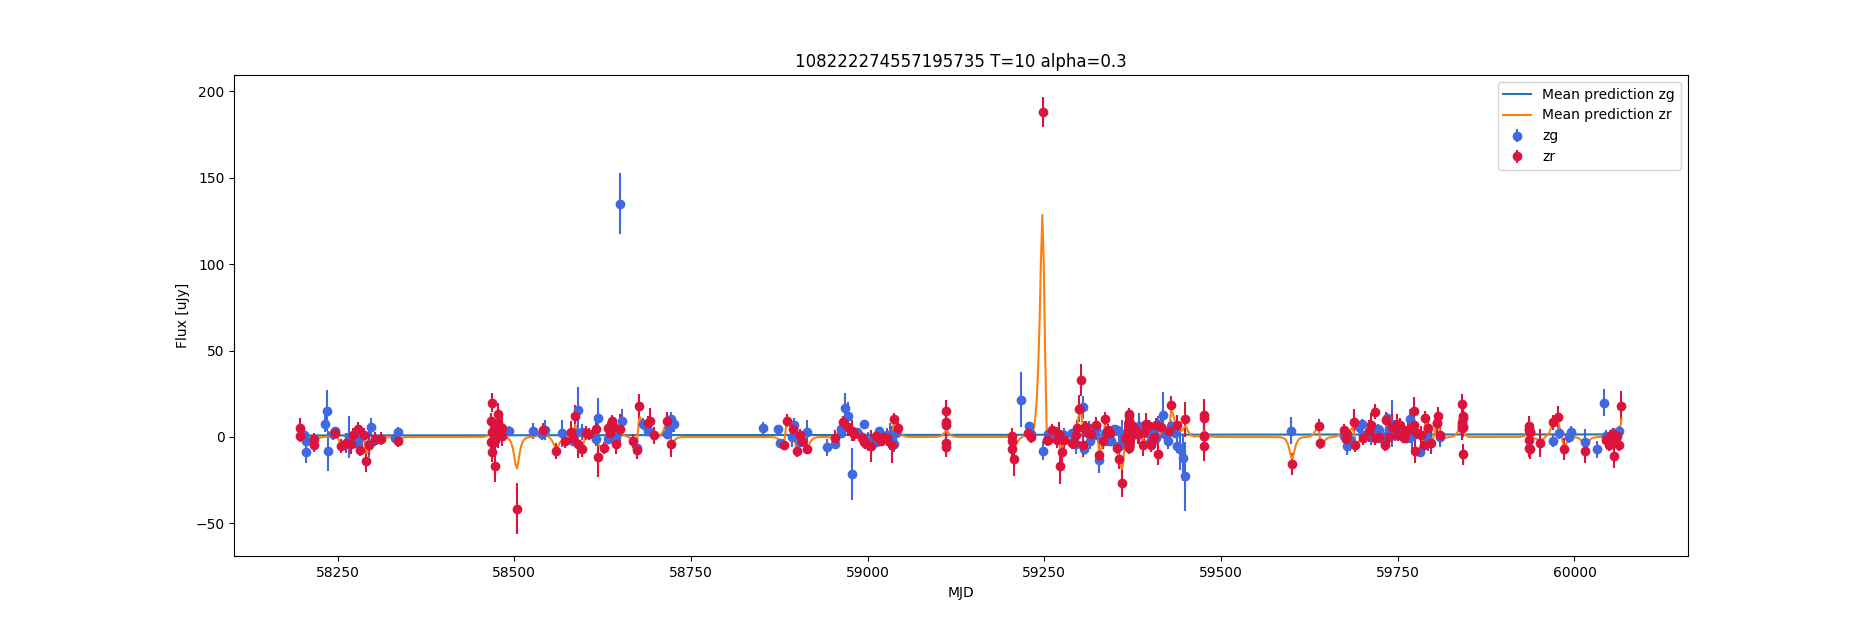 108222274557195735 T=10 alpha=0.3
200
150
100
50
0
−50
Flux [uJy]
58250
58500
58750
59000
59250
59500
59750
60000
MJD
Mean prediction zg
Mean prediction zr
zg
zr